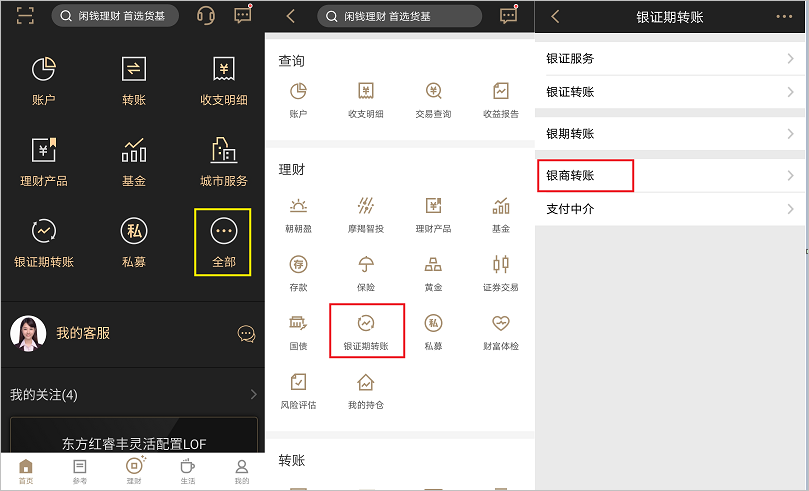 闲钱理财 首选货基
账户
转账
收支明细
理财产品
基金
城市服务
银证期转账
私
私募
全部
我的客服
我的关注(4)
东方红睿丰灵活配置LOF
首页
参考
理财
生活
我的
闲钱理财 首选货基
查询
账户
收支明细
交易查询
收益报告
理财
朝朝盈
摩羯智投
理财产品
基金
存
存款
保险
黄金
证券交易
国债
银证期转账
私
私募
财富体检
风险评估
我的持仓
转账
银证期转账
银证服务
银证转账
银期转账
银商转账
支付中介